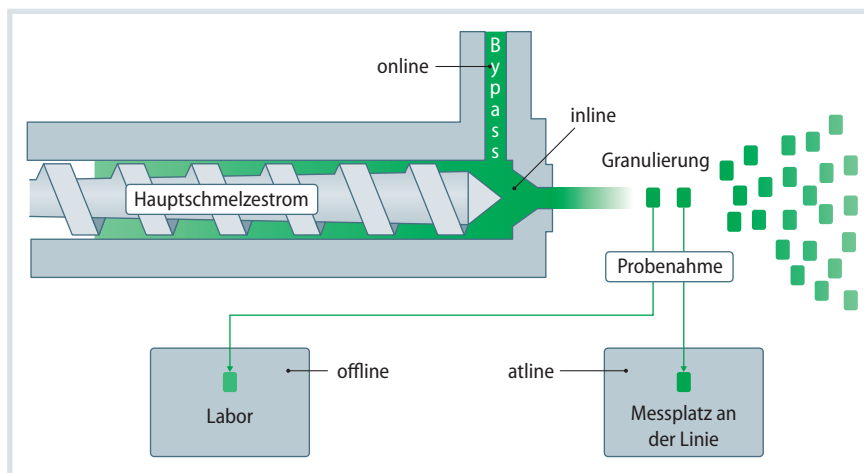 online
Bypass
inline
Granulierung
Hauptschmelzestrom
Probenahme
offline
atline
Labor
Messplatz an
der Linie